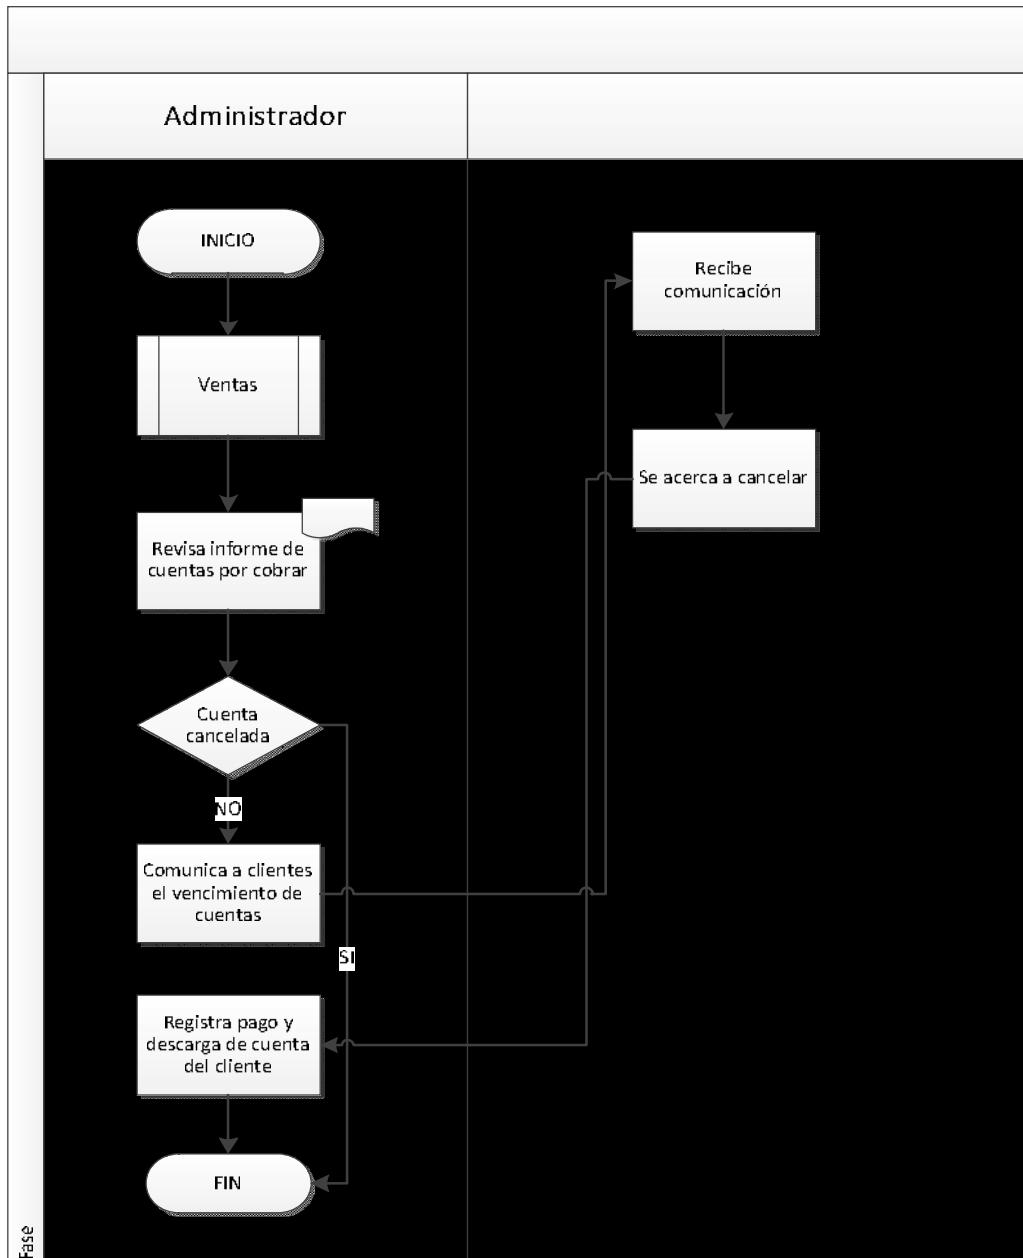 Administrador
INICIO
Ventas
Revisa informe de
cuentas por cobrar
Cuenta
cancelada
NO
Comunica a clientes
el vencimiento de
cuentas
SI
Registra pago y
descarga de cuenta
del cliente
FIN
Recibe
comunicación
Se acerca a cancelar
Fase